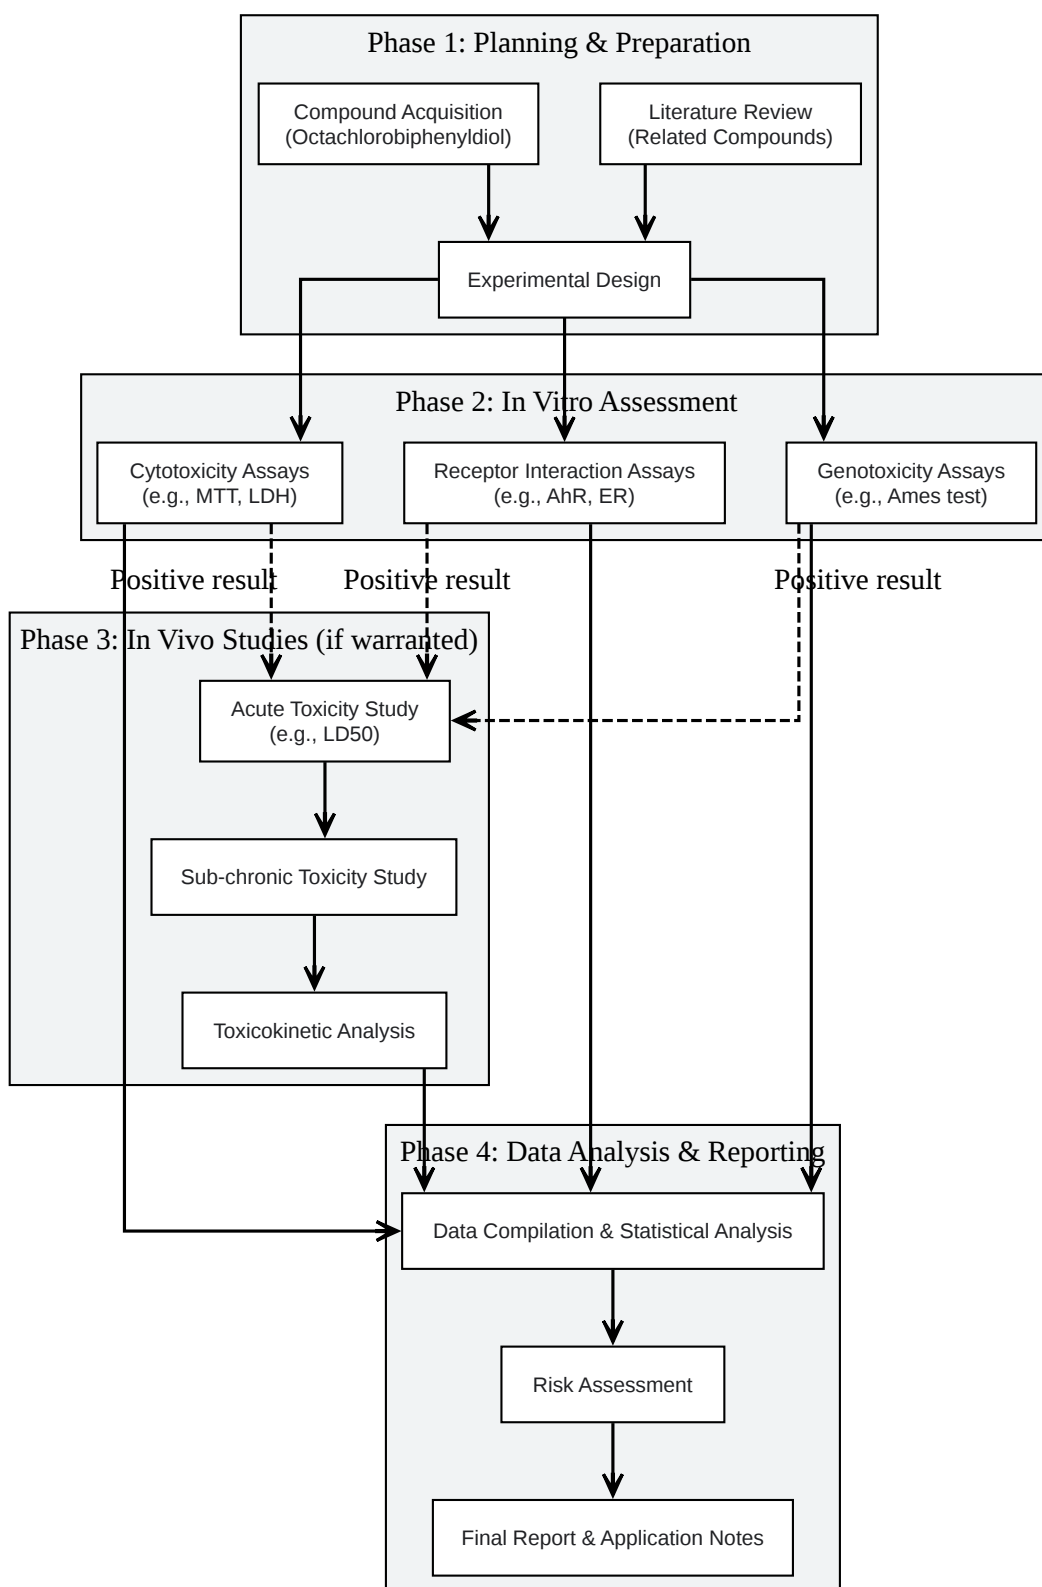 Phase 1: Planning & Preparation
Compound Acquisition
(Octachlorobiphenyldiol)
Literature Review
(Related Compounds)
Experimental Design
Phase 2: In Vitro Assessment
Cytotoxicity Assays
(e.g., MTT, LDH)
Receptor Interaction Assays
(e.g., AhR, ER)
Genotoxicity Assays
(e.g., Ames test)
Positive result
Positive result
Positive result
Phase 3: In Vivo Studies (if warranted)
Acute Toxicity Study
(e.g., LD50)
Sub-chronic Toxicity Study
Toxicokinetic Analysis
Phase 4: Data Analysis & Reporting
Data Compilation & Statistical Analysis
Risk Assessment
Final Report & Application Notes